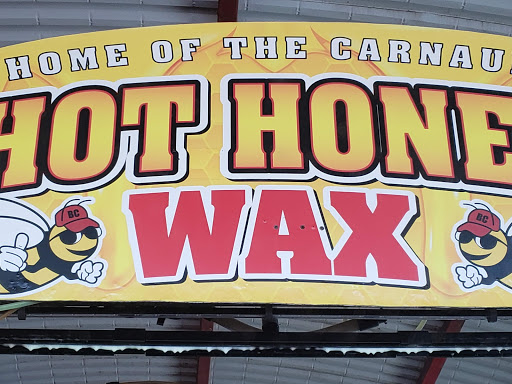 HOME OF THE CARNAU
HOT HONE
WAX
BC
BC